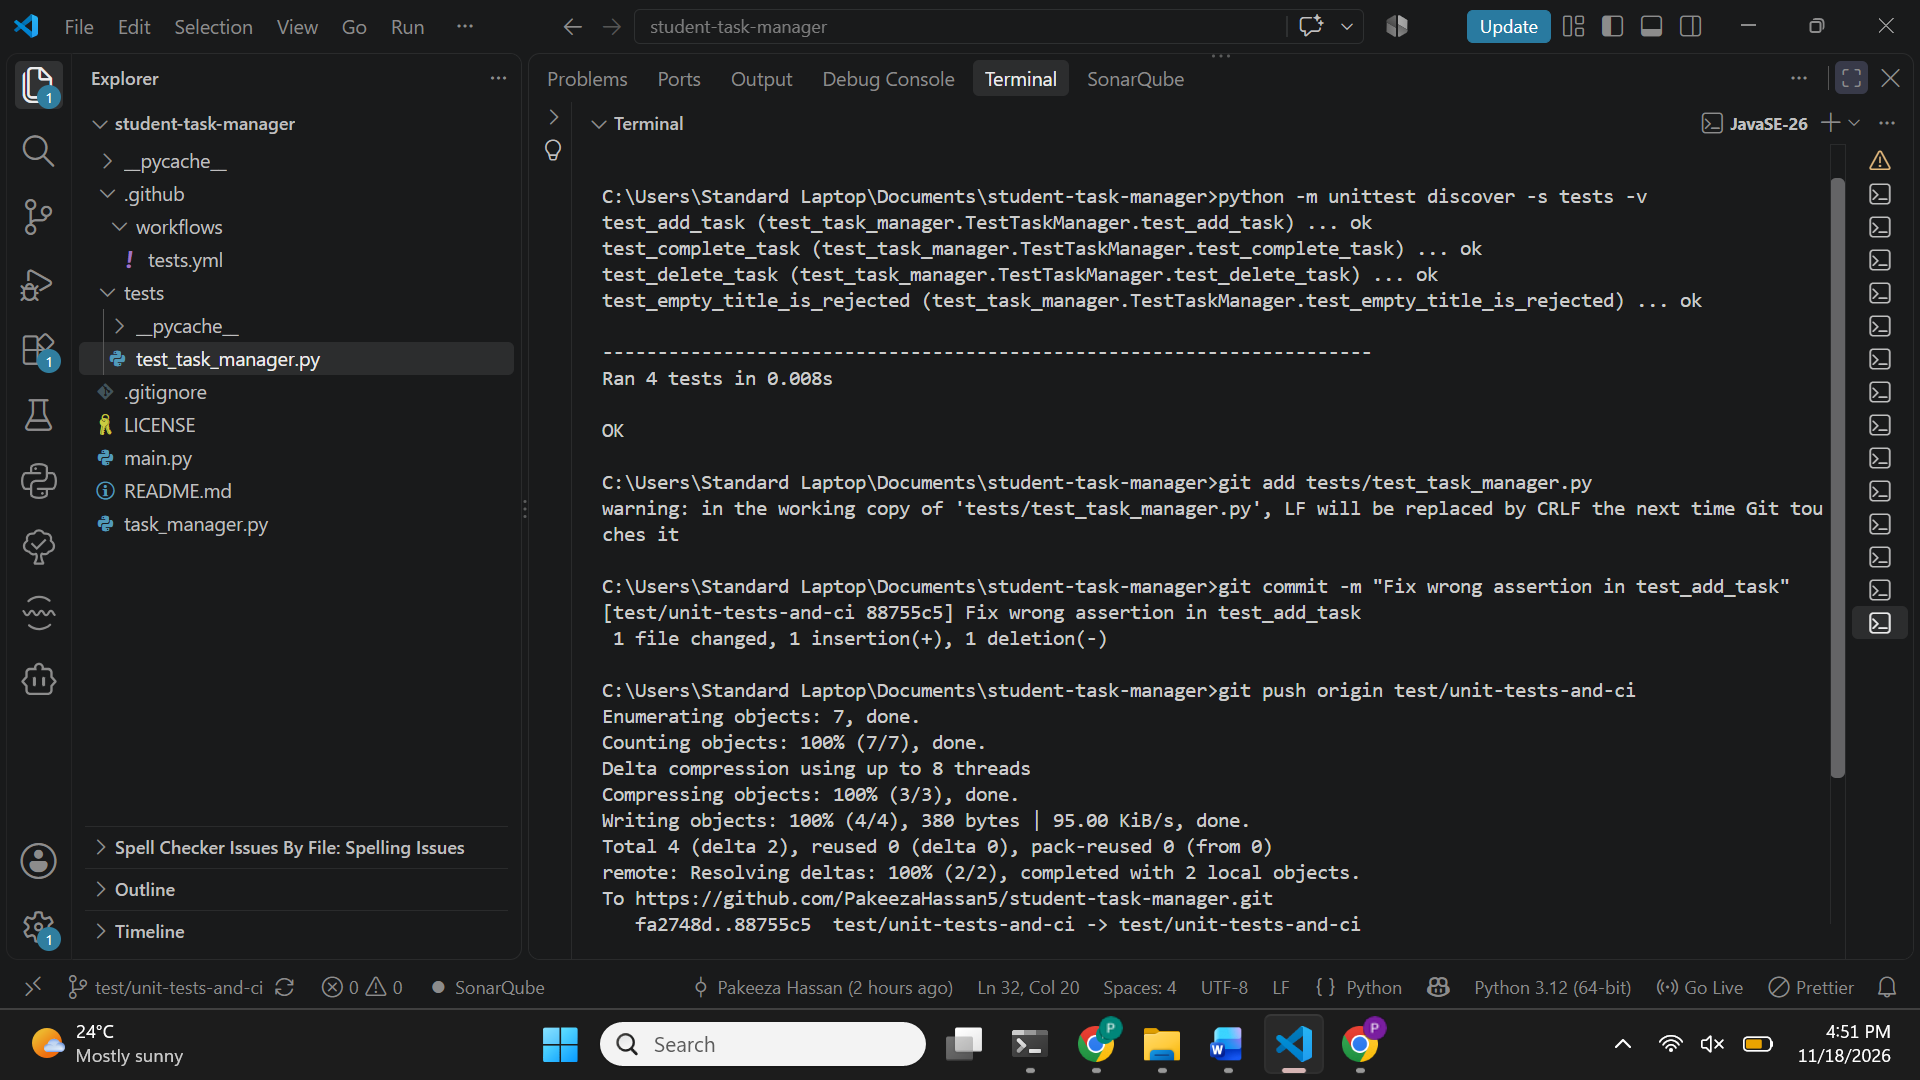 File Edit Selection View Go Run ···
student-task-manager
Update
Explorer
1
student-task-manager
__pycache__
.github
workflows
! tests.yml
tests
__pycache__
test_task_manager.py
.gitignore
LICENSE
main.py
README.md
task_manager.py
1
Spell Checker Issues By File: Spelling Issues
Outline
Timeline
1
Problems Ports Output Debug Console Terminal SonarQube
Terminal
JavaSE-26
C:\Users\Standard Laptop\Documents\student-task-manager>python -m unittest discover -s tests -v
test_add_task (test_task_manager.TestTaskManager.test_add_task) ... ok
test_complete_task (test_task_manager.TestTaskManager.test_complete_task) ... ok
test_delete_task (test_task_manager.TestTaskManager.test_delete_task) ... ok
test_empty_title_is_rejected (test_task_manager.TestTaskManager.test_empty_title_is_rejected) ... ok
----------------------------------------------------------------------
Ran 4 tests in 0.008s
OK
C:\Users\Standard Laptop\Documents\student-task-manager>git add tests/test_task_manager.py
warning: in the working copy of 'tests/test_task_manager.py', LF will be replaced by CRLF the next time Git tou
ches it
C:\Users\Standard Laptop\Documents\student-task-manager>git commit -m "Fix wrong assertion in test_add_task"
[test/unit-tests-and-ci 88755c5] Fix wrong assertion in test_add_task
1 file changed, 1 insertion(+), 1 deletion(-)
C:\Users\Standard Laptop\Documents\student-task-manager>git push origin test/unit-tests-and-ci
Enumerating objects: 7, done.
Counting objects: 100% (7/7), done.
Delta compression using up to 8 threads
Compressing objects: 100% (3/3), done.
Writing objects: 100% (4/4), 380 bytes | 95.00 KiB/s, done.
Total 4 (delta 2), reused 0 (delta 0), pack-reused 0 (from 0)
remote: Resolving deltas: 100% (2/2), completed with 2 local objects.
To https://github.com/PakeezaHassan5/student-task-manager.git
fa2748d..88755c5  test/unit-tests-and-ci -> test/unit-tests-and-ci
test/unit-tests-and-ci 0 0 SonarQube Pakeeza Hassan (2 hours ago) Ln 32, Col 20 Spaces: 4 UTF-8 LF {} Python Python 3.12 (64-bit) Go Live Prettier
24°C
Mostly sunny
Search
P
W
P
4:51 PM
11/18/2026